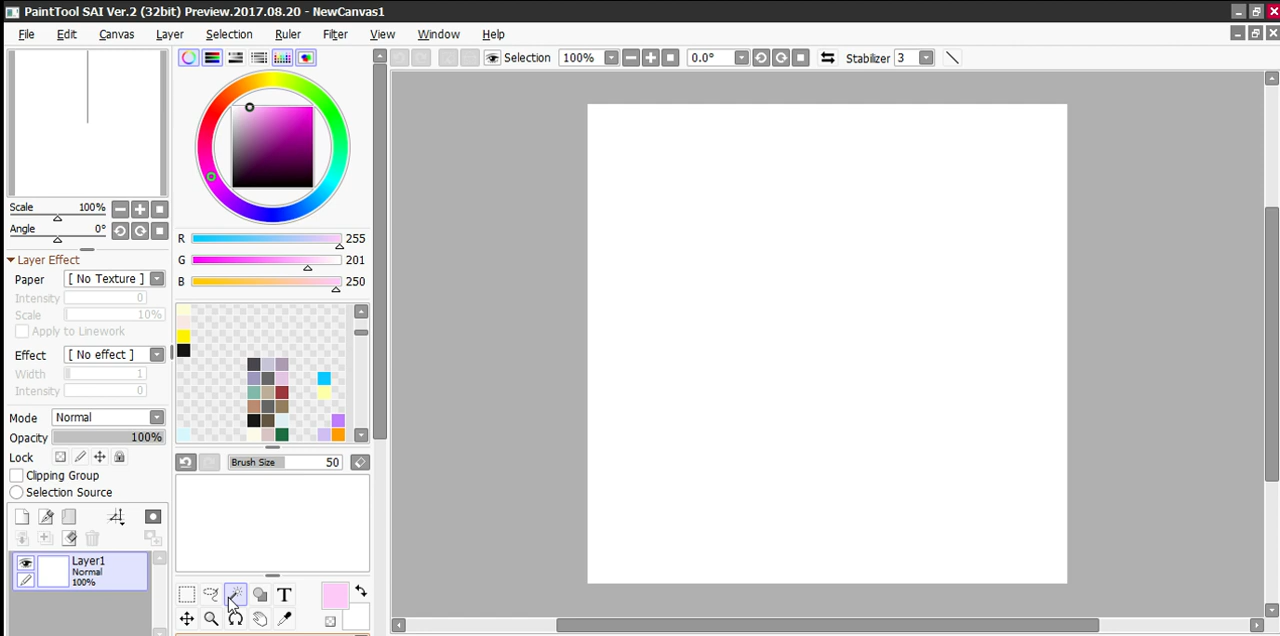 PaintTool SAI Ver.2 (32bit) Preview.2017.08.20 - NewCanvas1
File Edit Canvas Layer Selection Ruler Filter View Window Help
Selection 100% 0.0° Stabilizer 3
Scale 100%
Angle 0°
Layer Effect
Paper [ No Texture ]
Intensity 0
Scale 10%
Apply to Linework
Effect [ No effect ]
Width 1
Intensity 0
Mode Normal
Opacity 100%
Lock
Clipping Group
Selection Source
Layer1
Normal
100%
R 255
G 201
B 250
Brush Size 50
T